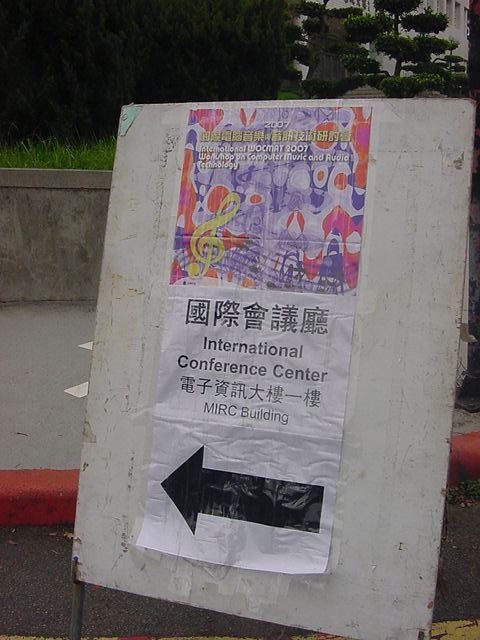 2007
國際電腦音樂與音訊技術研討會
International WOCMAT 2007
Workshop on Computer Music and Audio
Technology
國際會議廳
International
Conference Center
電子資訊大樓一樓
MIRC Building